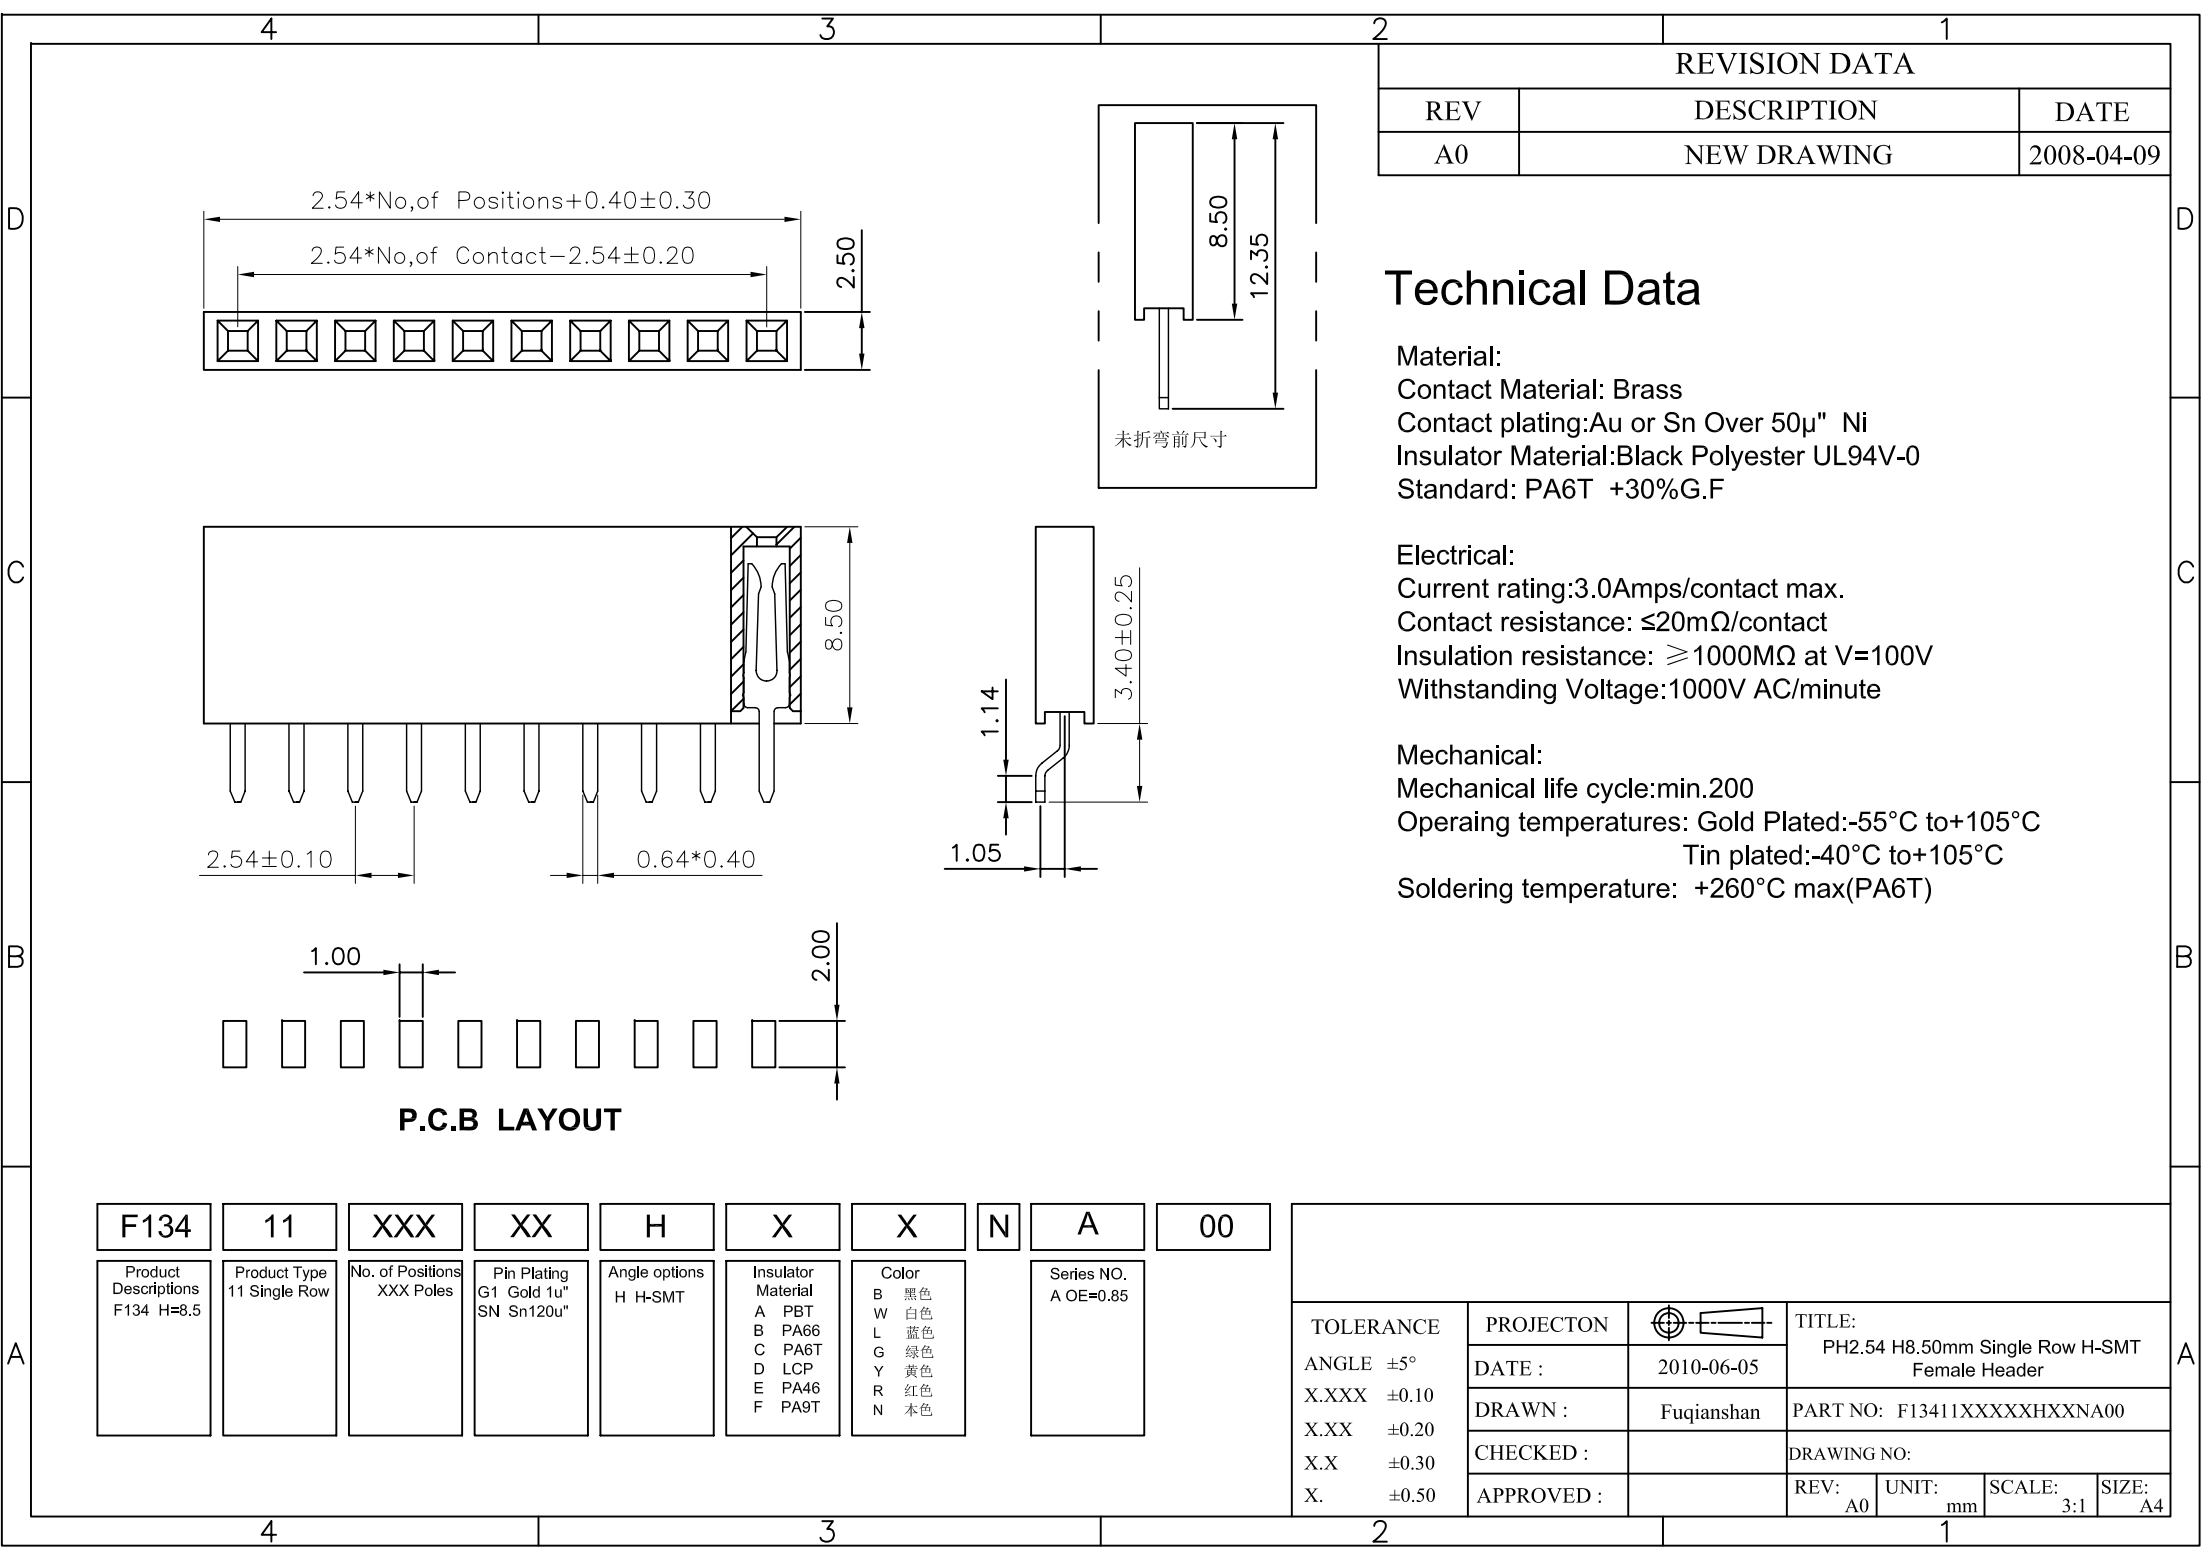 4
3
2
1
D
C
B
A
D
C
B
A
4
3
2
1
REVISION DATA
REV DESCRIPTION DATE
A0 NEW DRAWING 2008-04-09
2.54*No,of Positions+0.40±0.30
2.54*No,of Contact-2.54±0.20
2.50
8.50
12.35
未折弯前尺寸
8.50
2.54±0.10
0.64*0.40
3.40±0.25
1.14
1.05
1.00
2.00
P.C.B LAYOUT
Technical Data
Material:
Contact Material: Brass
Contact plating:Au or Sn Over 50µ" Ni
Insulator Material:Black Polyester UL94V-0
Standard: PA6T +30%G.F
Electrical:
Current rating:3.0Amps/contact max.
Contact resistance: ≤20mΩ/contact
Insulation resistance: ≥1000MΩ at V=100V
Withstanding Voltage:1000V AC/minute
Mechanical:
Mechanical life cycle:min.200
Operaing temperatures: Gold Plated:-55°C to+105°C
Tin plated:-40°C to+105°C
Soldering temperature: +260°C max(PA6T)
F134 11 XXX XX H X X N A 00
Product
Descriptions
F134 H=8.5
Product Type
11 Single Row
No. of Positions
XXX Poles
Pin Plating
G1 Gold 1u"
SN Sn120u"
Angle options
H H-SMT
Insulator
Material
A PBT
B PA66
C PA6T
D LCP
E PA46
F PA9T
Color
B 黑色
W 白色
L 蓝色
G 绿色
Y 黄色
R 红色
N 本色
Series NO.
A OE=0.85
TOLERANCE
ANGLE ±5°
X.XXX ±0.10
X.XX ±0.20
X.X ±0.30
X. ±0.50
PROJECTON
DATE : 2010-06-05
DRAWN : Fuqianshan
CHECKED :
APPROVED :
TITLE:
PH2.54 H8.50mm Single Row H-SMT
Female Header
PART NO: F13411XXXXXHXXNA00
DRAWING NO:
REV: A0
UNIT: mm
SCALE: 3:1
SIZE: A4